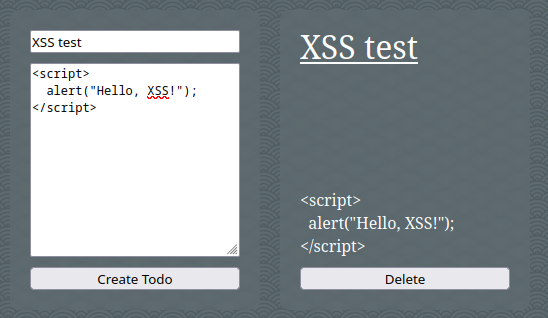 XSS test
<script>
  alert("Hello, XSS!");
</script>
Create Todo
XSS test
<script>
  alert("Hello, XSS!");
</script>
Delete